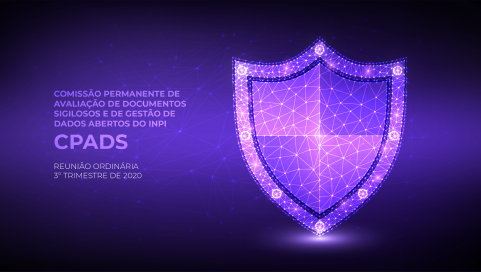 COMISSÃO PERMANENTE DE
AVALIAÇÃO DE DOCUMENTOS
SIGILOSOS E DE GESTÃO DE
DADOS ABERTOS DO INPI
CPADS
REUNIÃO ORDINÁRIA
3º TRIMESTRE DE 2020